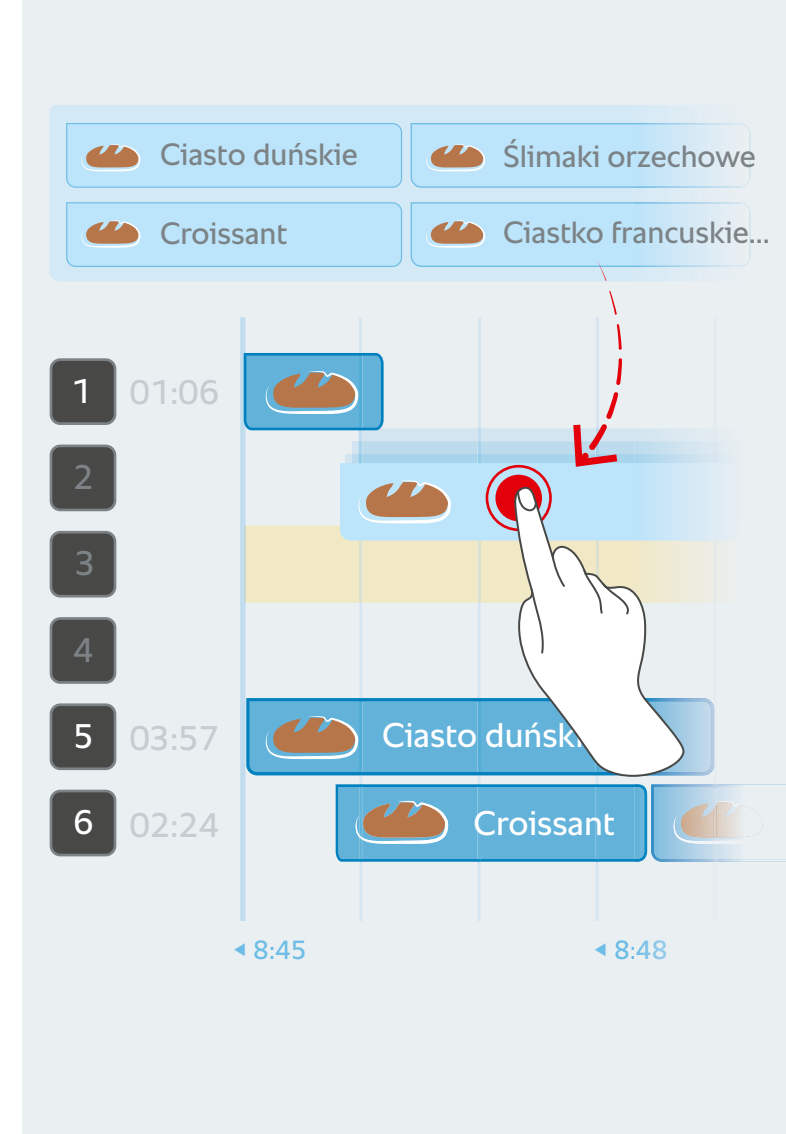 Ciasto duńskie
Ślimaki orzechowe
Croissant
Ciastko francuskie...
1 01:06
2
3
4
5 03:57 Ciasto duński
6 02:24 Croissant
8:45 8:48